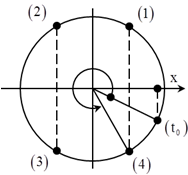 (2) (1)
x
(t₀)
(3) (4)